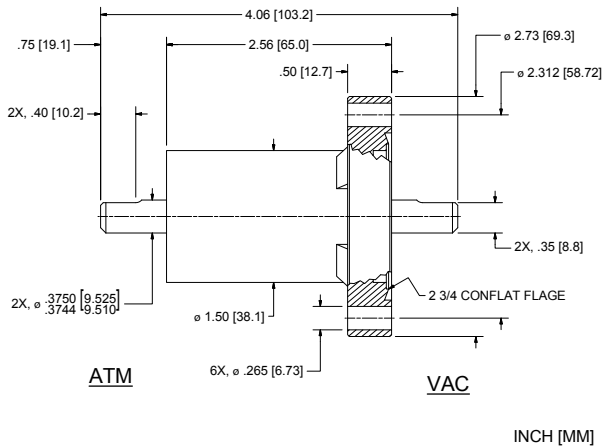 4.06 [103.2]
.75 [19.1]
2.56 [65.0]
ø 2.73 [69.3]
.50 [12.7]
ø 2.312 [58.72]
2X, .40 [10.2]
2X, .35 [8.8]
2X, ø .3750 [9.525]
.3744 9.510
2 3/4 CONFLAT FLAGE
ø 1.50 [38.1]
6X, ø .265 [6.73]
ATM
VAC
INCH [MM]